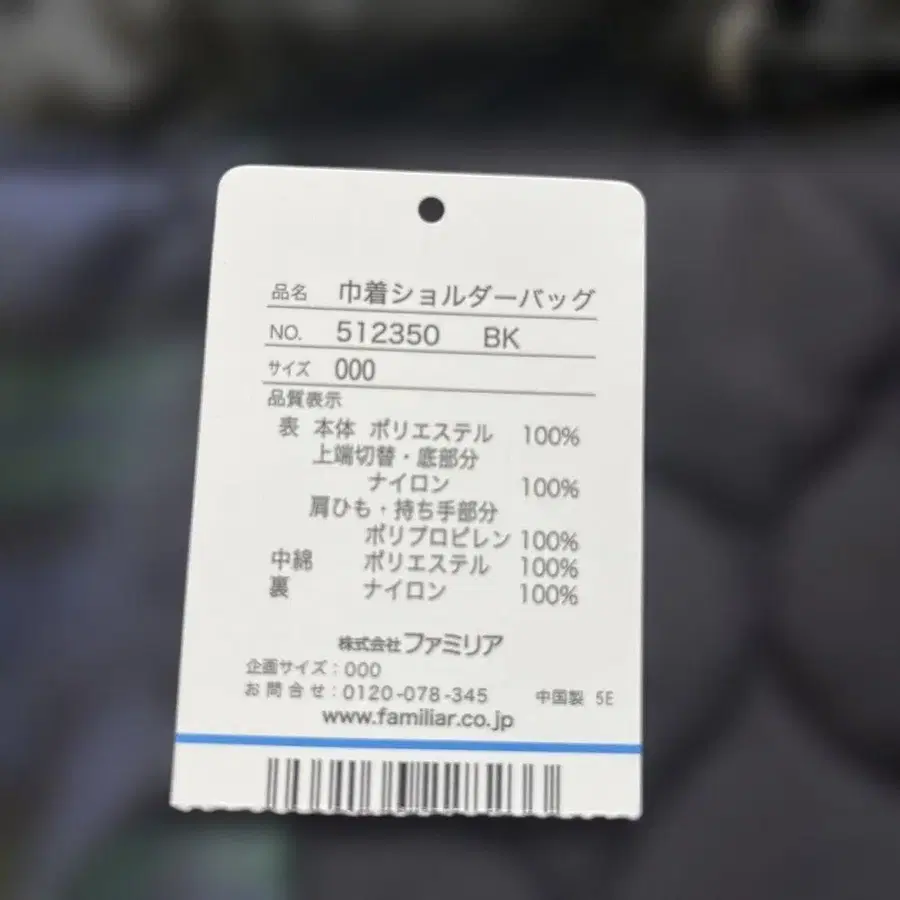 品名 巾着ショルダーバッグ
NO. 512350 BK
サイズ 000
品質表示
表 本体 ポリエステル 100%
上端切替・底部分
ナイロン 100%
肩ひも・持ち手部分
ポリプロピレン 100%
中綿 ポリエステル 100%
裏 ナイロン 100%
株式会社ファミリア
企画サイズ：000
お問合せ：0120-078-345 中国製 5E
www.familiar.co.jp